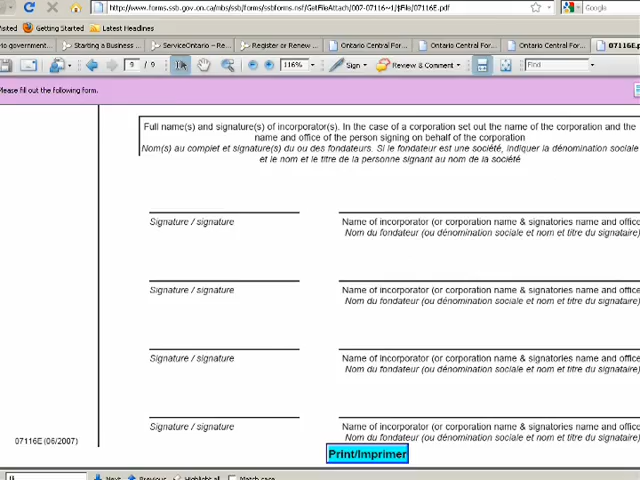 http://www.forms.ssb.gov.on.ca/mbs/ssb/forms/ssbforms.nsf/GetFileAttach/007-07116~1/$File/07116E.pdf
Google
isited Getting Started Latest Headlines
rio government... Starting a Business ... ServiceOntario – Re... Register or Renew ... Ontario Central For... Ontario Central For... Ontario Central For... 07116E.p
9 / 9 116% Sign Review & Comment Find
Please fill out the following form.
Full name(s) and signature(s) of incorporator(s). In the case of a corporation set out the name of the corporation and the
name and office of the person signing on behalf of the corporation
Nom(s) au complet et signature(s) du ou des fondateurs. Si le fondateur est une société, indiquer la dénomination sociale
et le nom et le titre de la personne signant au nom de la société
Signature / signature Name of incorporator (or corporation name & signatories name and office
Nom du fondateur (ou dénomination sociale et nom et titre du signataire)
Signature / signature Name of incorporator (or corporation name & signatories name and office
Nom du fondateur (ou dénomination sociale et nom et titre du signataire)
Signature / signature Name of incorporator (or corporation name & signatories name and office
Nom du fondateur (ou dénomination sociale et nom et titre du signataire)
Signature / signature Name of incorporator (or corporation name & signatories name and office
Nom du fondateur (ou dénomination sociale et nom et titre du signataire)
07116E (06/2007)
Print/Imprimer
Next Previous Highlight all Match case